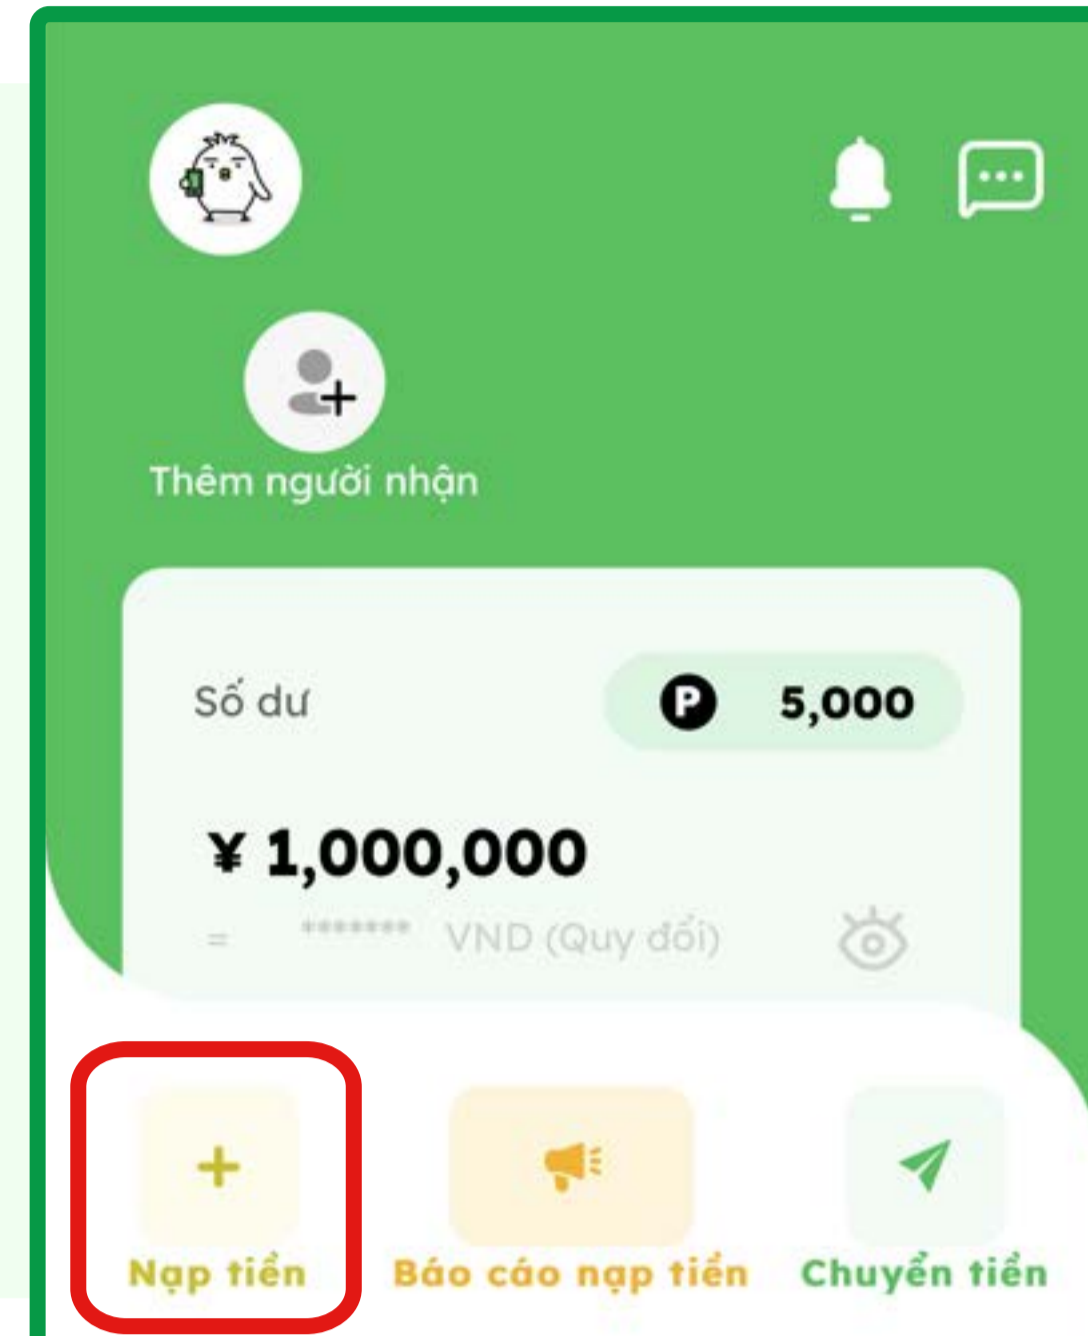 Thêm người nhận
Số dư
P 5,000
¥ 1,000,000
= ******* VND (Quy đổi)
Nạp tiền
Báo cáo nạp tiền
Chuyển tiền